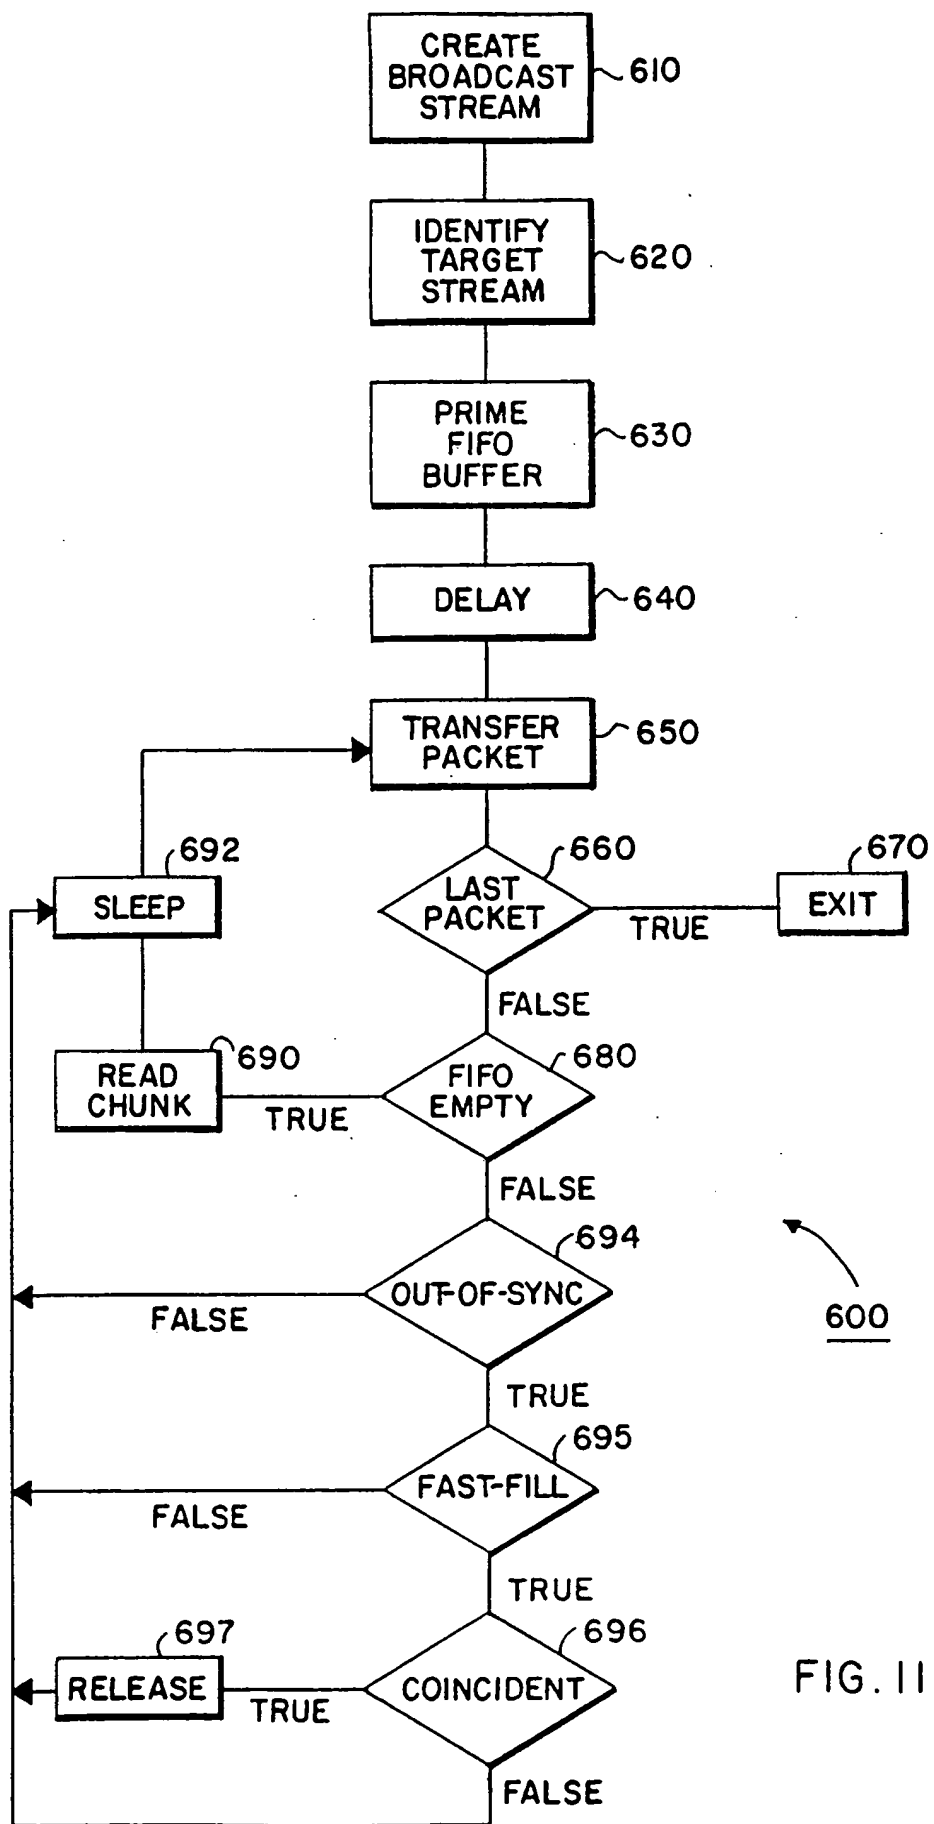 CREATE
BROADCAST
STREAM
610
IDENTIFY
TARGET
STREAM
620
PRIME
FIFO
BUFFER
630
DELAY
640
TRANSFER
PACKET
650
692
SLEEP
660
LAST
PACKET
TRUE
670
EXIT
FALSE
690
READ
CHUNK
TRUE
680
FIFO
EMPTY
FALSE
694
OUT-OF-SYNC
FALSE
600
TRUE
695
FAST-FILL
FALSE
TRUE
697
RELEASE
TRUE
696
COINCIDENT
FALSE
FIG. 11